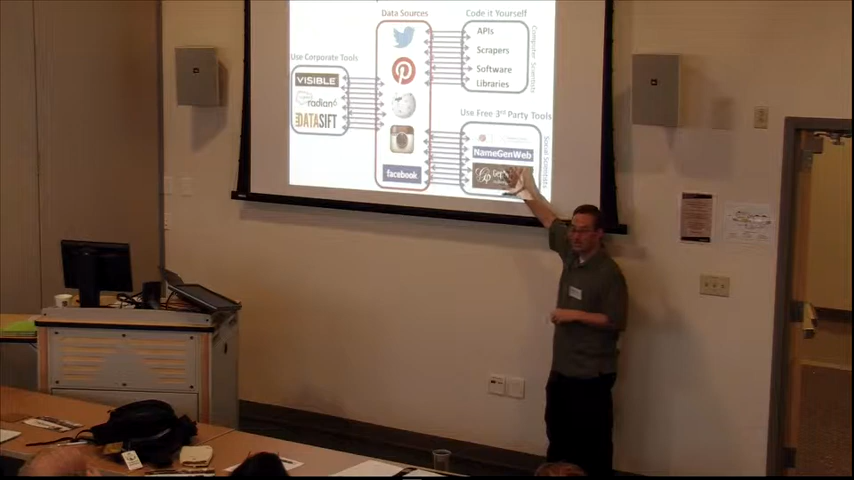 Data Sources
Code it Yourself
APIs
Scrapers
Software
Libraries
Computer Scientists
Use Corporate Tools
VISIBLE
radian6
DATASIFT
facebook
Use Free 3rd Party Tools
NameGenWeb
Social Scientists